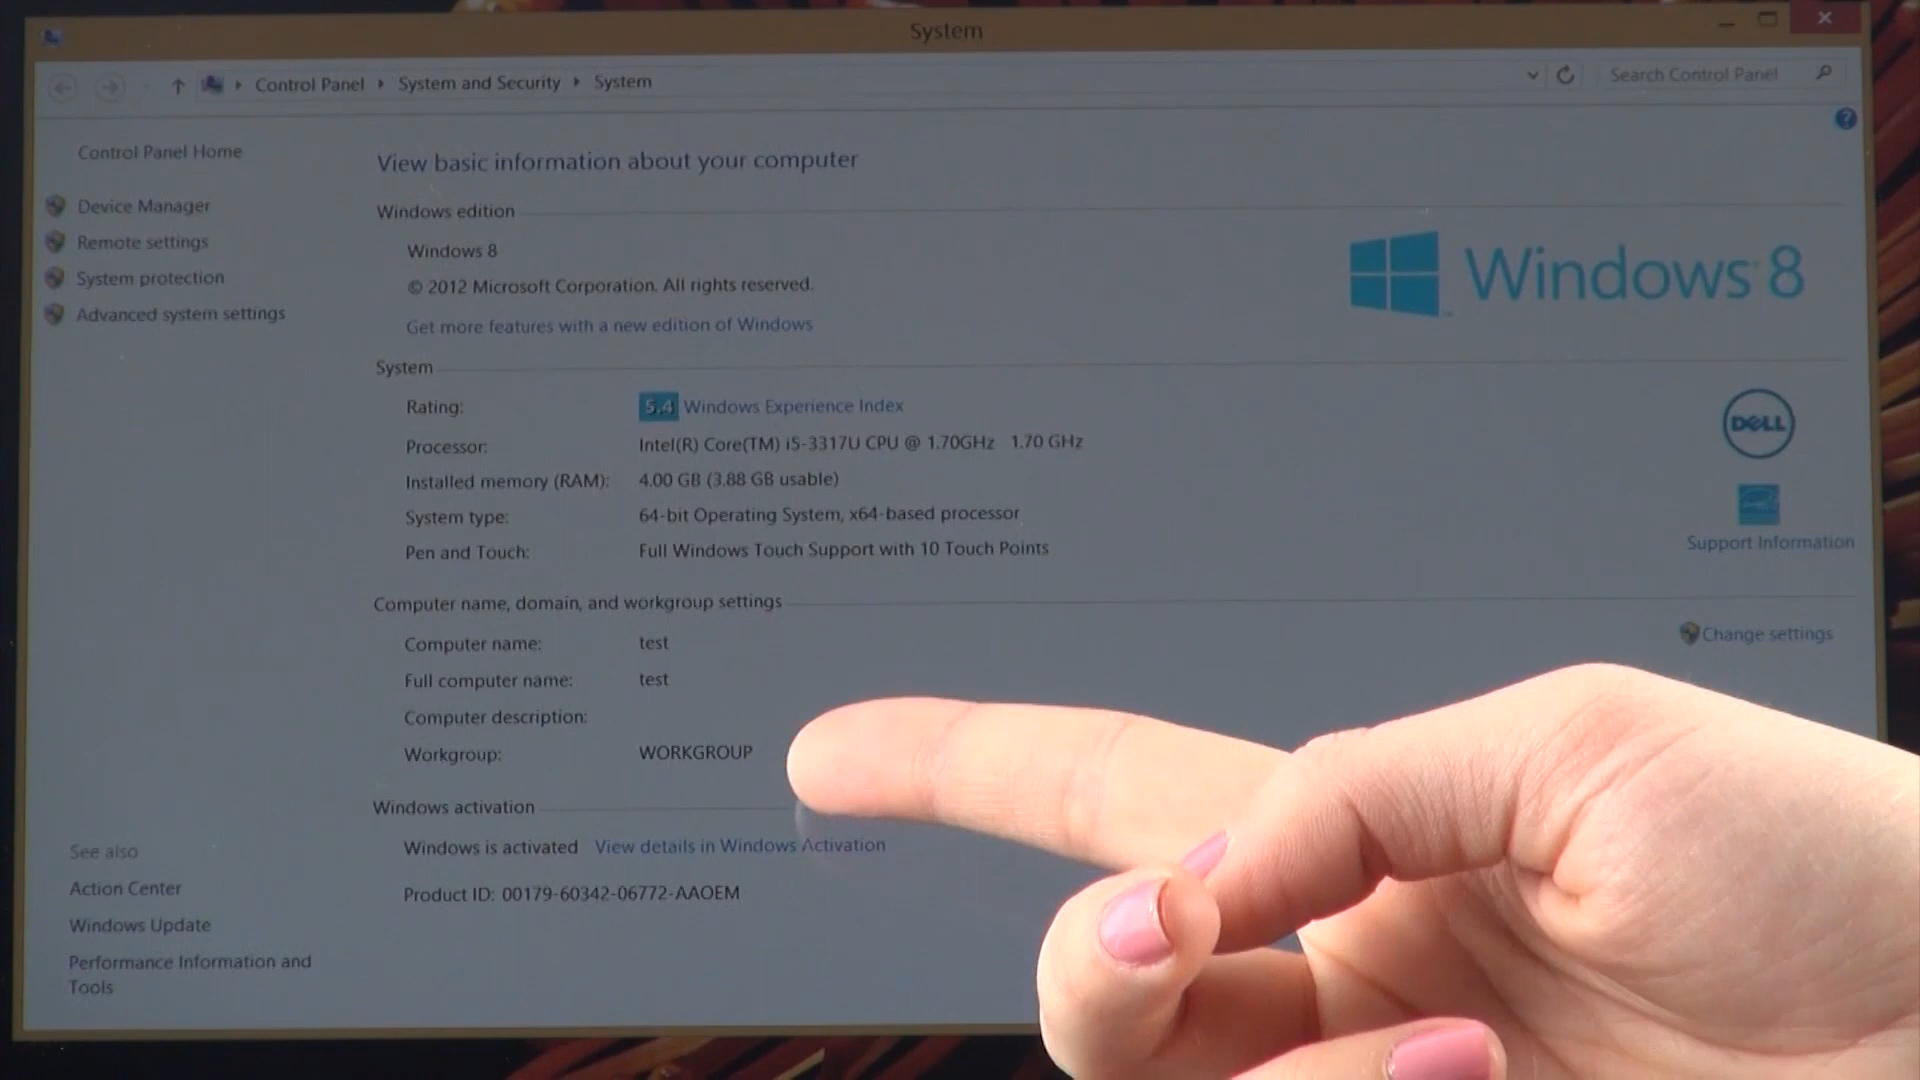 System
Control Panel System and Security System
Search Control Panel
Control Panel Home
Device Manager
Remote settings
System protection
Advanced system settings
View basic information about your computer
Windows edition
Windows 8
© 2012 Microsoft Corporation. All rights reserved.
Get more features with a new edition of Windows
Windows 8
System
Rating: 5.4 Windows Experience Index
Processor: Intel(R) Core(TM) i5-3317U CPU @ 1.70GHz 1.70 GHz
Installed memory (RAM): 4.00 GB (3.88 GB usable)
System type: 64-bit Operating System, x64-based processor
Pen and Touch: Full Windows Touch Support with 10 Touch Points
DELL
Support Information
Computer name, domain, and workgroup settings
Computer name: test
Change settings
Full computer name: test
Computer description:
Workgroup: WORKGROUP
Windows activation
Windows is activated View details in Windows Activation
Product ID: 00179-60342-06772-AAOEM
See also
Action Center
Windows Update
Performance Information and
Tools